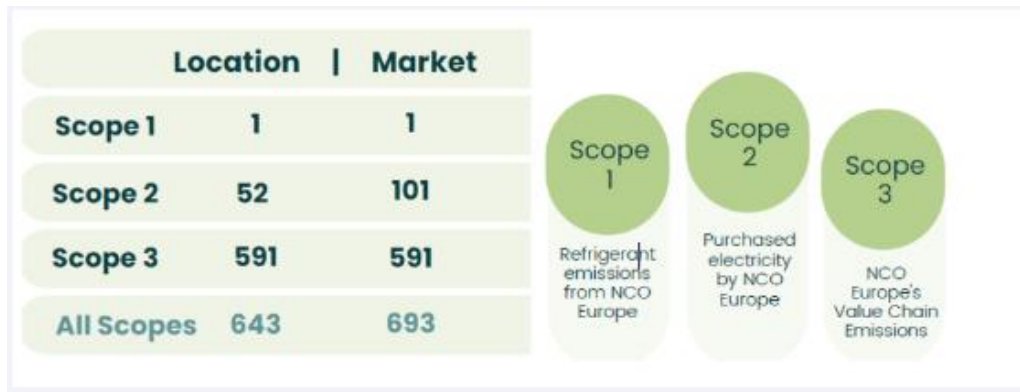 Location | Market
Scope 1 1 1
Scope 2 52 101
Scope 3 591 591
All Scopes 643 693
Scope
1
Refrigerant
emissions
from NCO
Europe
Scope
2
Purchased
electricity
by NCO
Europe
Scope
3
NCO
Europe's
Value Chain
Emissions